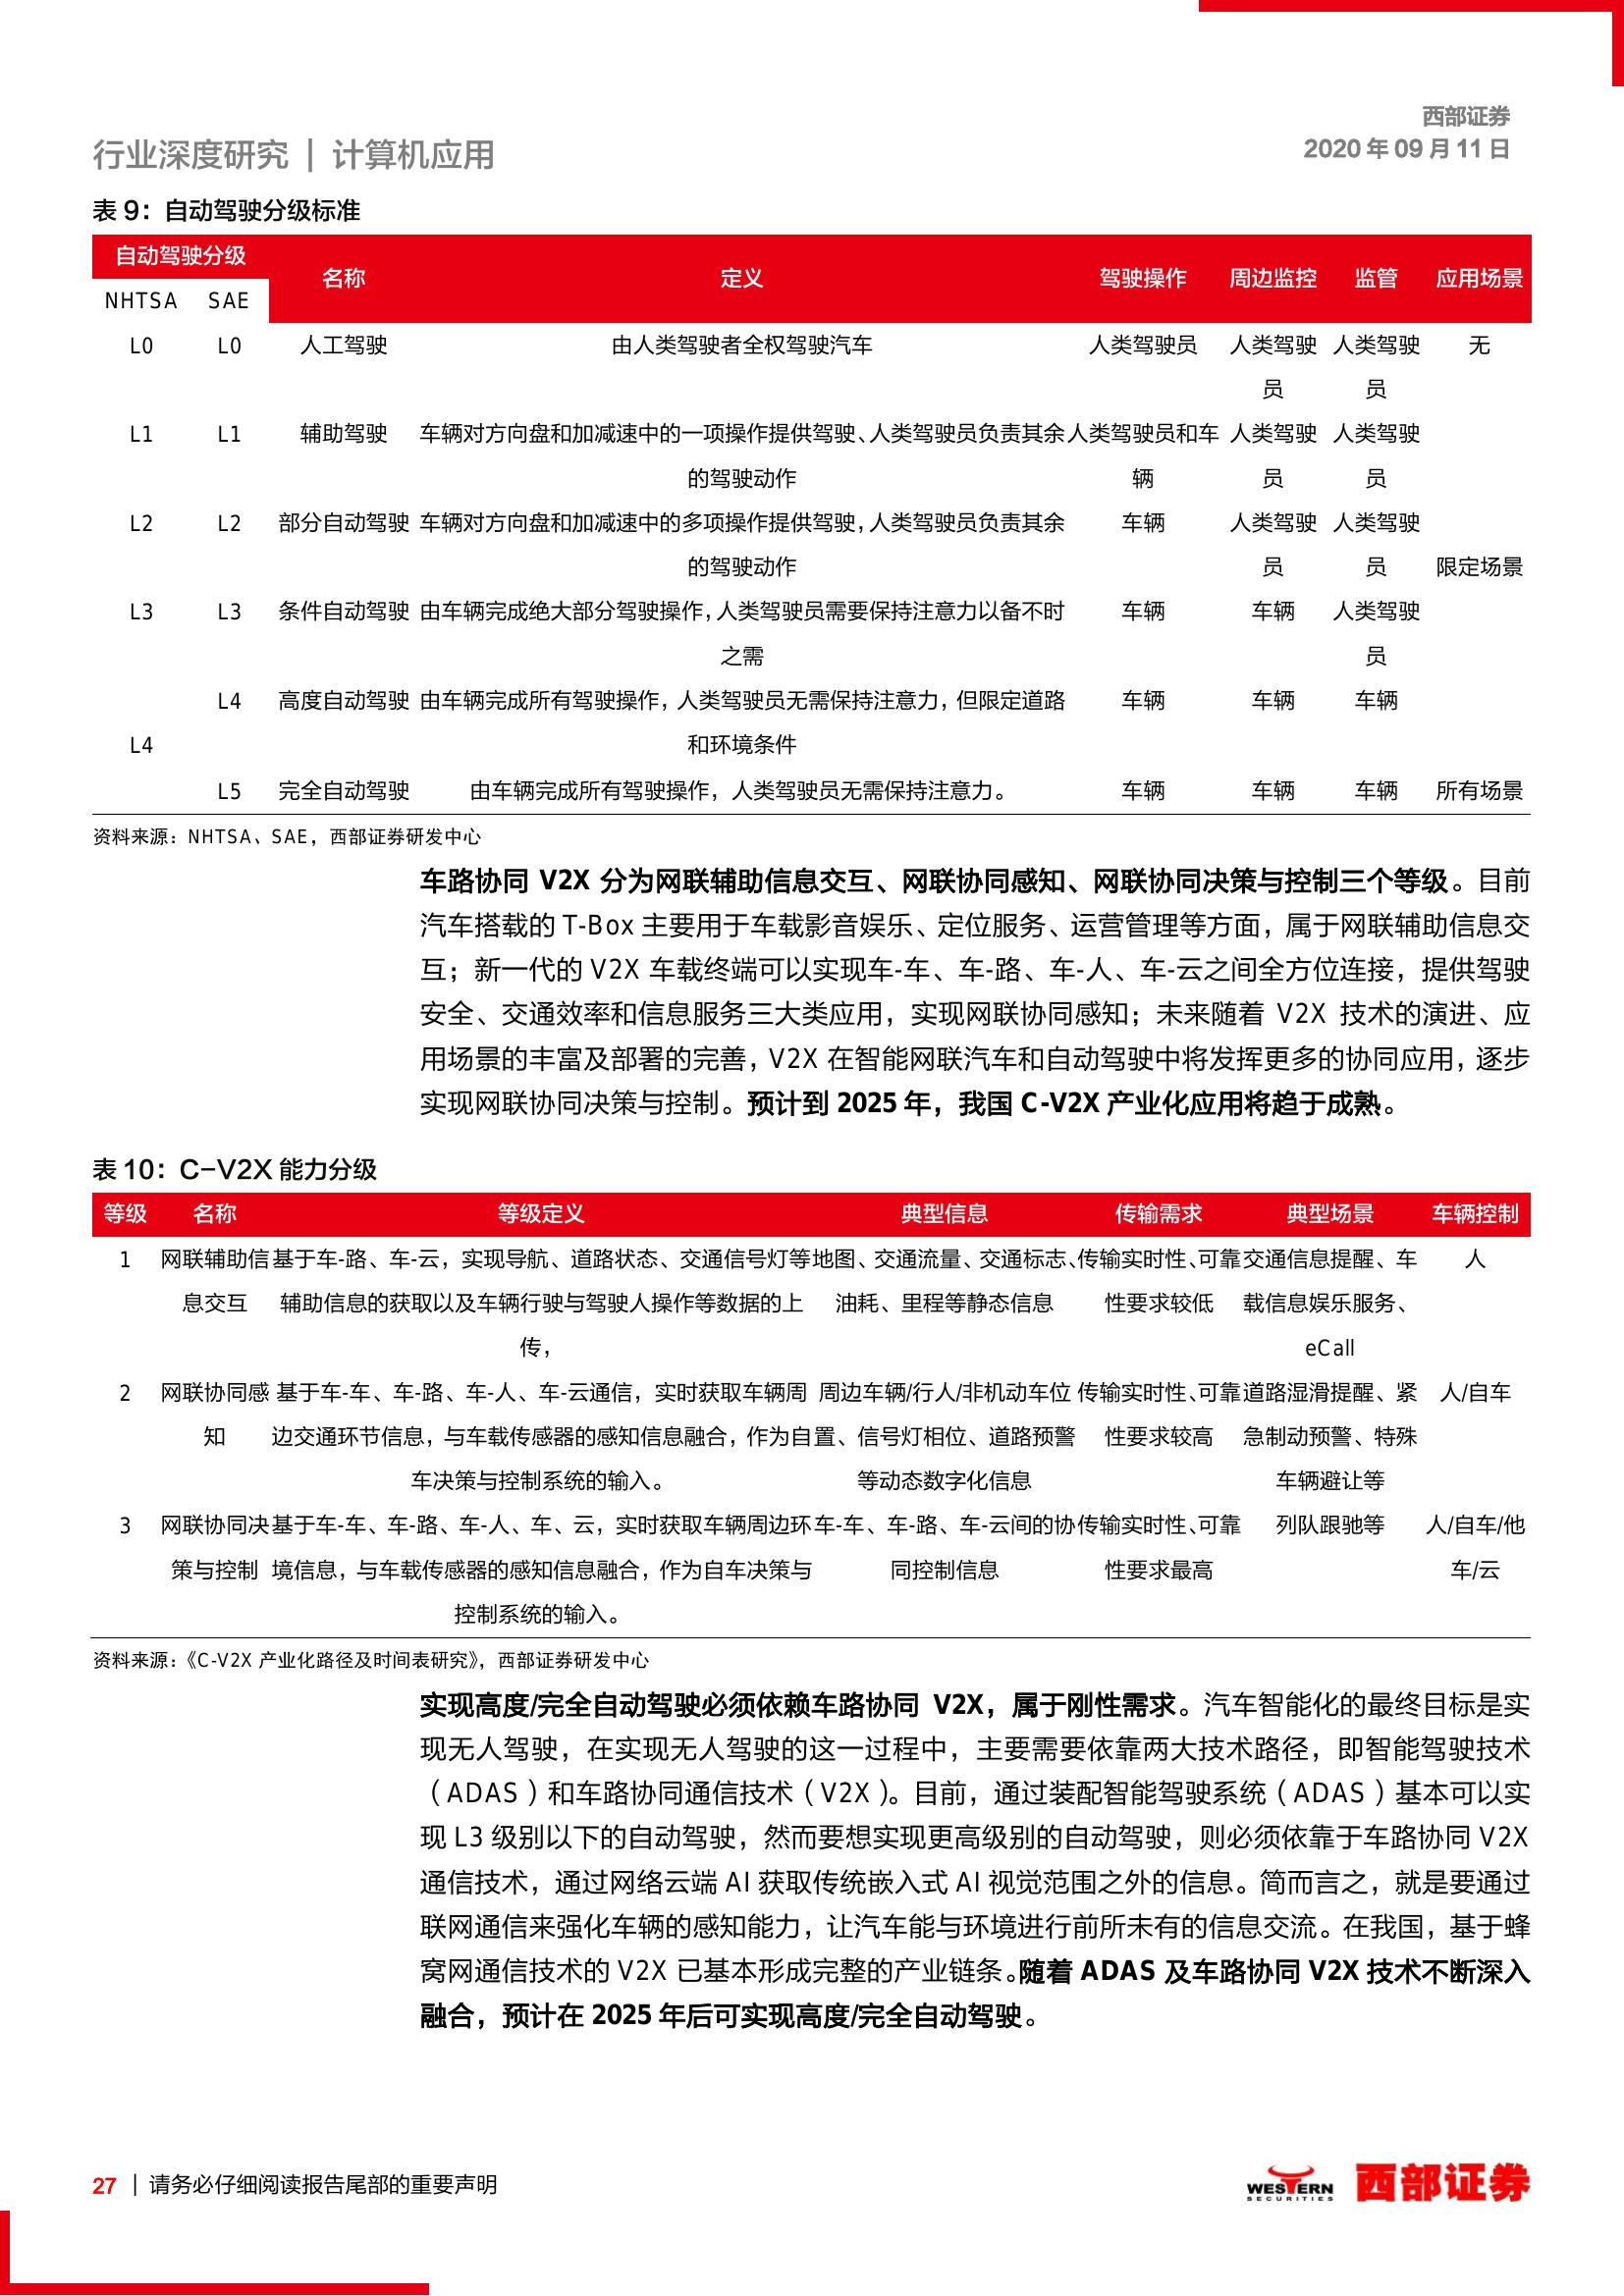 西部证券
2020 年 09 月 11 日
行业深度研究 | 计算机应用
表 9：自动驾驶分级标准
自动驾驶分级 名称 定义 驾驶操作 周边监控 监管 应用场景
NHTSA SAE
L0 L0 人工驾驶 由人类驾驶者全权驾驶汽车 人类驾驶员 人类驾驶 人类驾驶 无
员 员
L1 L1 辅助驾驶 车辆对方向盘和加减速中的一项操作提供驾驶、人类驾驶员负责其余 人类驾驶员和车 人类驾驶 人类驾驶
的驾驶动作 辆 员 员
L2 L2 部分自动驾驶 车辆对方向盘和加减速中的多项操作提供驾驶，人类驾驶员负责其余 车辆 人类驾驶 人类驾驶
的驾驶动作 员 员 限定场景
L3 L3 条件自动驾驶 由车辆完成绝大部分驾驶操作，人类驾驶员需要保持注意力以备不时 车辆 车辆 人类驾驶
之需 员
L4 高度自动驾驶 由车辆完成所有驾驶操作，人类驾驶员无需保持注意力，但限定道路 车辆 车辆 车辆
L4 和环境条件
L5 完全自动驾驶 由车辆完成所有驾驶操作，人类驾驶员无需保持注意力。 车辆 车辆 车辆 所有场景
资料来源：NHTSA、SAE，西部证券研发中心
车路协同 V2X 分为网联辅助信息交互、网联协同感知、网联协同决策与控制三个等级。目前
汽车搭载的 T-Box 主要用于车载影音娱乐、定位服务、运营管理等方面，属于网联辅助信息交
互；新一代的 V2X 车载终端可以实现车-车、车-路、车-人、车-云之间全方位连接，提供驾驶
安全、交通效率和信息服务三大类应用，实现网联协同感知；未来随着 V2X 技术的演进、应
用场景的丰富及部署的完善，V2X 在智能网联汽车和自动驾驶中将发挥更多的协同应用，逐步
实现网联协同决策与控制。预计到 2025 年，我国 C-V2X 产业化应用将趋于成熟。
表 10：C-V2X 能力分级
等级 名称 等级定义 典型信息 传输需求 典型场景 车辆控制
1 网联辅助信 基于车-路、车-云，实现导航、道路状态、交通信号灯等 地图、交通流量、交通标志、 传输实时性、可靠 交通信息提醒、车 人
息交互 辅助信息的获取以及车辆行驶与驾驶人操作等数据的上 油耗、里程等静态信息 性要求较低 载信息娱乐服务、
传， eCall
2 网联协同感 基于车-车、车-路、车-人、车-云通信，实时获取车辆周 周边车辆/行人/非机动车位 传输实时性、可靠 道路湿滑提醒、紧 人/自车
知 边交通环节信息，与车载传感器的感知信息融合，作为自 置、信号灯相位、道路预警 性要求较高 急制动预警、特殊
车决策与控制系统的输入。 等动态数字化信息 车辆避让等
3 网联协同决 基于车-车、车-路、车-人、车、云，实时获取车辆周边环 车-车、车-路、车-云间的协 传输实时性、可靠 列队跟驰等 人/自车/他
策与控制 境信息，与车载传感器的感知信息融合，作为自车决策与 同控制信息 性要求最高 车/云
控制系统的输入。
资料来源：《C-V2X 产业化路径及时间表研究》，西部证券研发中心
实现高度/完全自动驾驶必须依赖车路协同 V2X，属于刚性需求。汽车智能化的最终目标是实
现无人驾驶，在实现无人驾驶的这一过程中，主要需要依靠两大技术路径，即智能驾驶技术
（ADAS）和车路协同通信技术（V2X）。目前，通过装配智能驾驶系统（ADAS）基本可以实
现 L3 级别以下的自动驾驶，然而要想实现更高级别的自动驾驶，则必须依靠于车路协同 V2X
通信技术，通过网络云端 AI 获取传统嵌入式 AI 视觉范围之外的信息。简而言之，就是要通过
联网通信来强化车辆的感知能力，让汽车能与环境进行前所未有的信息交流。在我国，基于蜂
窝网通信技术的 V2X 已基本形成完整的产业链条。随着 ADAS 及车路协同 V2X 技术不断深入
融合，预计在 2025 年后可实现高度/完全自动驾驶。
27 | 请务必仔细阅读报告尾部的重要声明
WESTERN
SECURITIES
西部证券